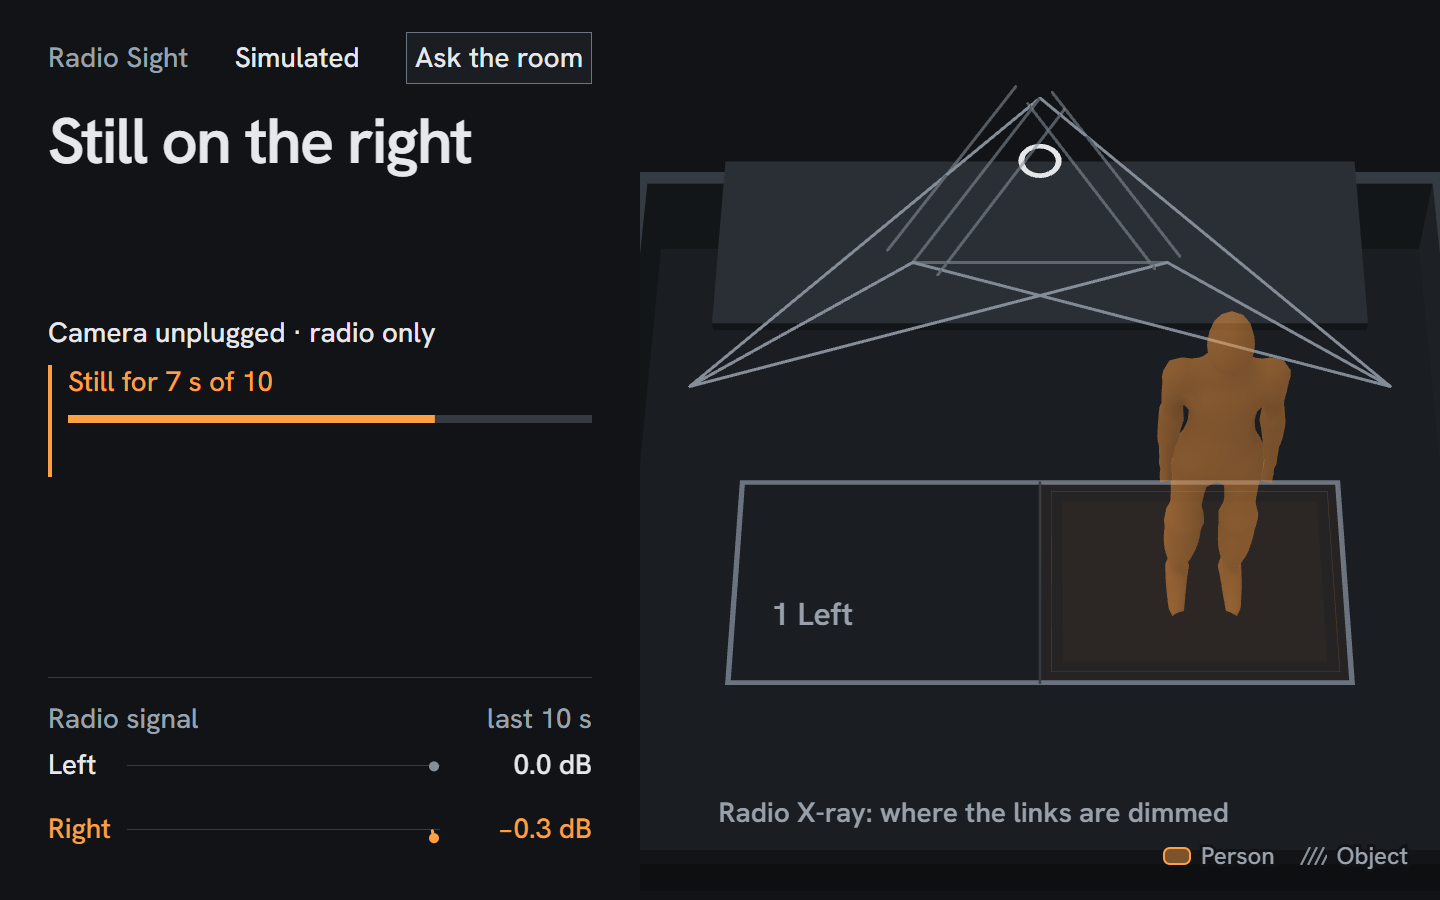 Radio Sight
Simulated
Ask the room
Still on the right
Camera unplugged · radio only
Still for 7 s of 10
Radio signal
last 10 s
Left
0.0 dB
Right
−0.3 dB
1 Left
Radio X-ray: where the links are dimmed
Person
Object